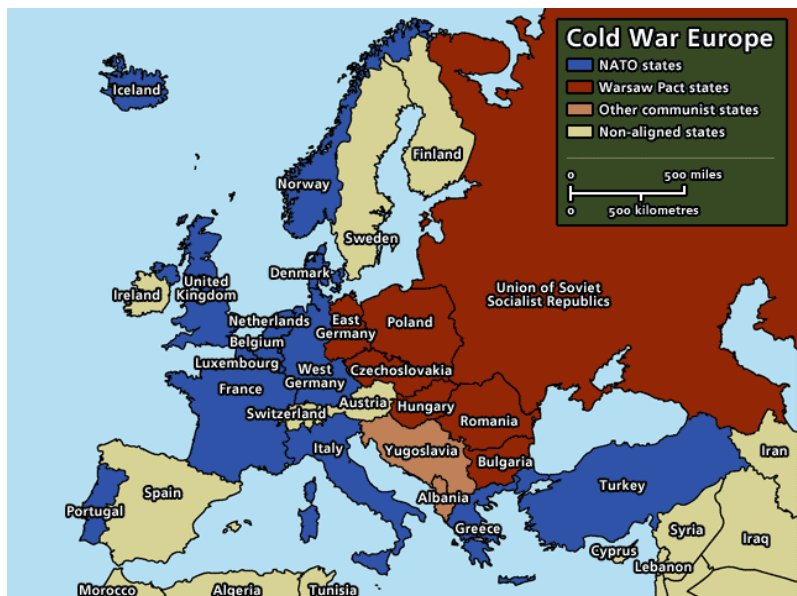 Cold War Europe
NATO states
Warsaw Pact states
Other communist states
Non-aligned states
0
500 miles
0
500 kilometres
Iceland
Finland
Norway
Sweden
Denmark
United
Kingdom
Ireland
Union of Soviet
Socialist Republics
Netherlands
East
Germany
Poland
Belgium
Luxembourg
West
Germany
Czechoslovakia
France
Austria
Switzerland
Hungary
Romania
Italy
Yugoslavia
Bulgaria
Iran
Spain
Portugal
Albania
Turkey
Greece
Syria
Iraq
Cyprus
Lebanon
Morocco
Algeria
Tunisia